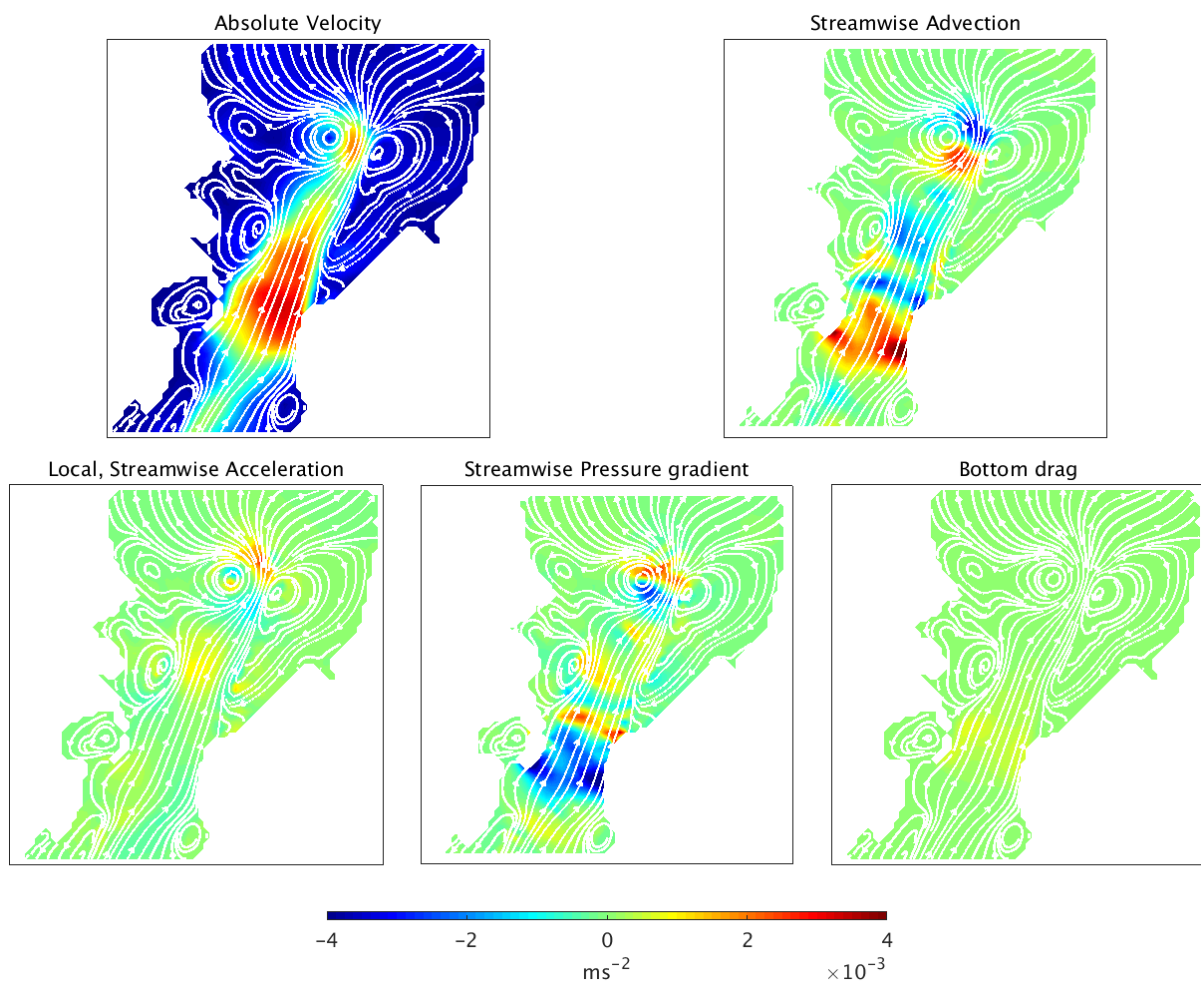 Absolute Velocity
Streamwise Advection
Local, Streamwise Acceleration
Streamwise Pressure gradient
Bottom drag
−4
−2
0
2
4
ms⁻²
×10⁻³